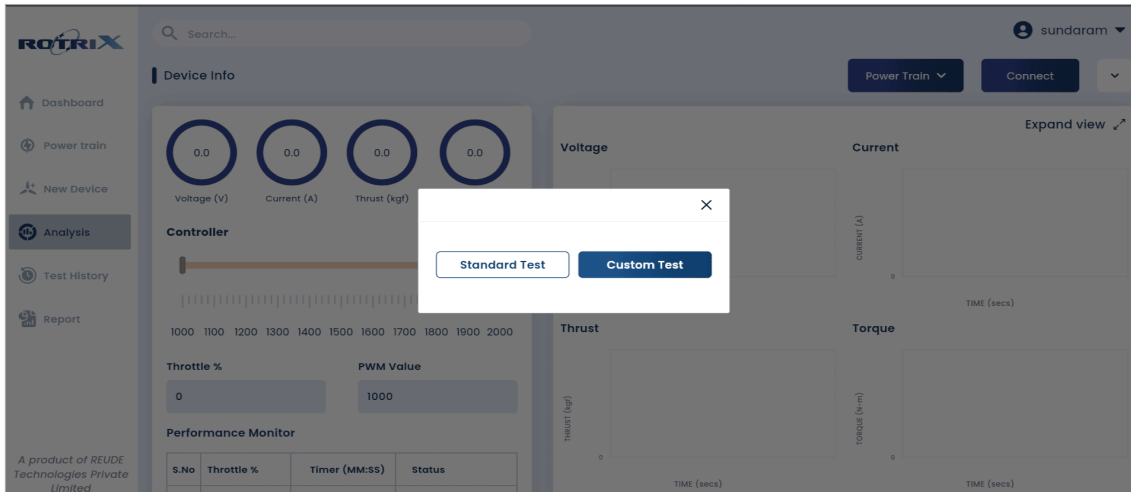 ROTRIX
Search...
sundaram
Device Info
Power Train
Connect
Dashboard
Power train
New Device
Analysis
Test History
Report
A product of REUDE
Technologies Private
Limited
0.0
0.0
0.0
0.0
Voltage (V)
Current (A)
Thrust (kgf)
Controller
1000 1100 1200 1300 1400 1500 1600 1700 1800 1900 2000
Throttle %
PWM Value
0
1000
Performance Monitor
S.No Throttle % Timer (MM:SS) Status
Standard Test
Custom Test
Expand view
Voltage
Current
CURRENT (A)
0
TIME (secs)
Thrust
Torque
THRUST (kgf)
0
TIME (secs)
TORQUE (N-m)
0
TIME (secs)